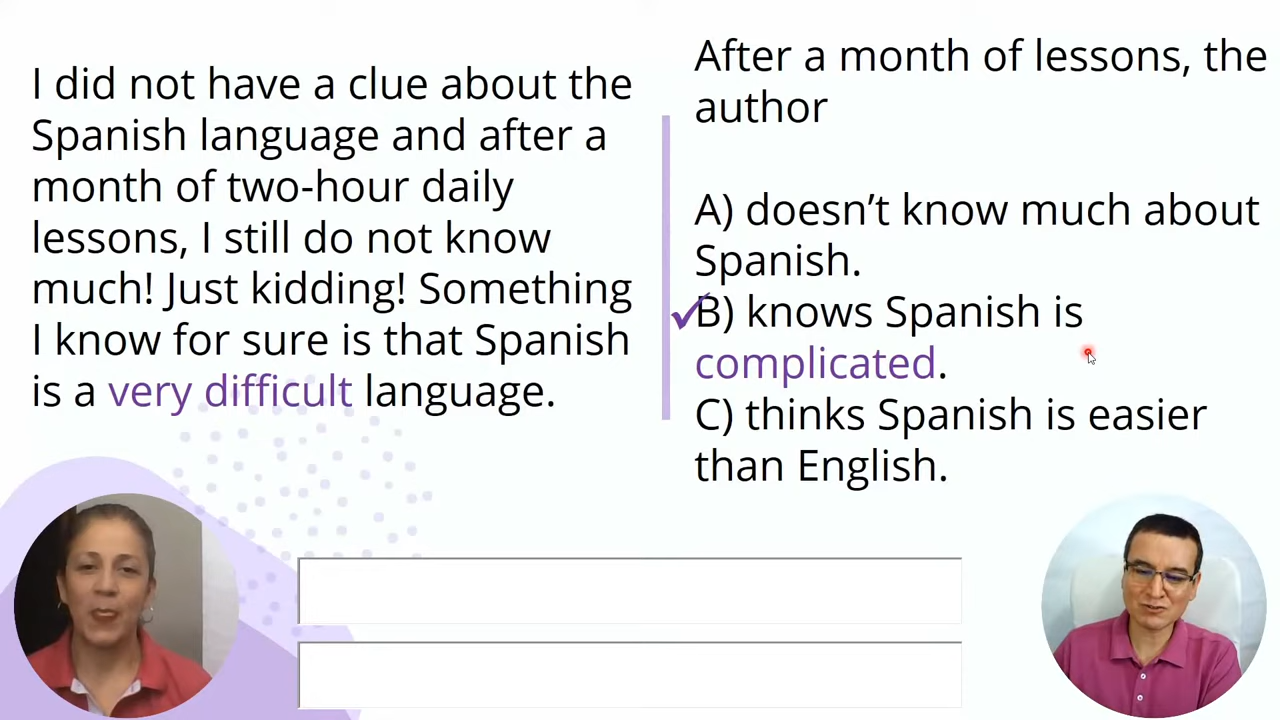 I did not have a clue about the
Spanish language and after a
month of two-hour daily
lessons, I still do not know
much! Just kidding! Something
I know for sure is that Spanish
is a very difficult language.
After a month of lessons, the
author
A) doesn’t know much about
Spanish.
B) knows Spanish is
complicated.
C) thinks Spanish is easier
than English.